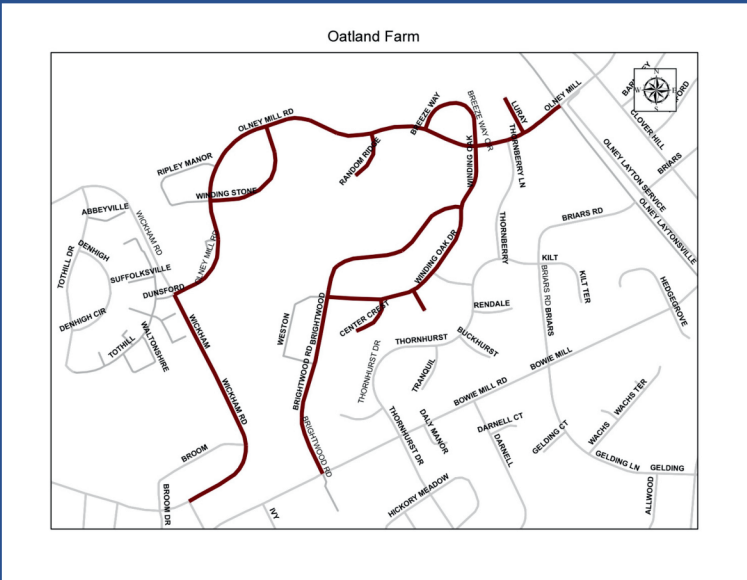 Oatland Farm
N
W
E
S
OLNEY MILL RD
BREEZE WAY
BREEZE WAY CIR
LURAY
OLNEY MILL
CLOVER HILL
RIPLEY MANOR
RANDOM RIDGE
WINDING OAK
THORNBERRY LN
OLNEY LAYTON SERVICE
BRIARS
WINDING STONE
ABBEYVILLE
WICKHAM RD
OLNEY MILL RD
THORNBERRY
BRIARS RD
OLNEY LAYTONSVILLE
TOTHILL DR
DENHIGH
SUFFOLKSVILLE
DUNSFORD
WINDING OAK DR
KILT
BRIARS RD
KILT TER
HEDGEGROVE
DENHIGH CIR
TOTHILL
WALTONSHIRE
WICKHAM
WESTON
BRIGHTWOOD
CENTER CREST
RENDALE
BRIARS
THORNHURST
BUCKHURST
BOWIE MILL
THORNHURST DR
TRANQUIL
BRIGHTWOOD RD
WICKHAM RD
BOWIE MILL RD
WACHS TER
BROOM
BRIGHTWOOD RD
THORNHURST DR
DALY MANOR
DARNELL CT
DARNELL
GELDING CT
WACHS
GELDING LN
GELDING
BROOM DR
IVY
HICKORY MEADOW
ALLWOOD